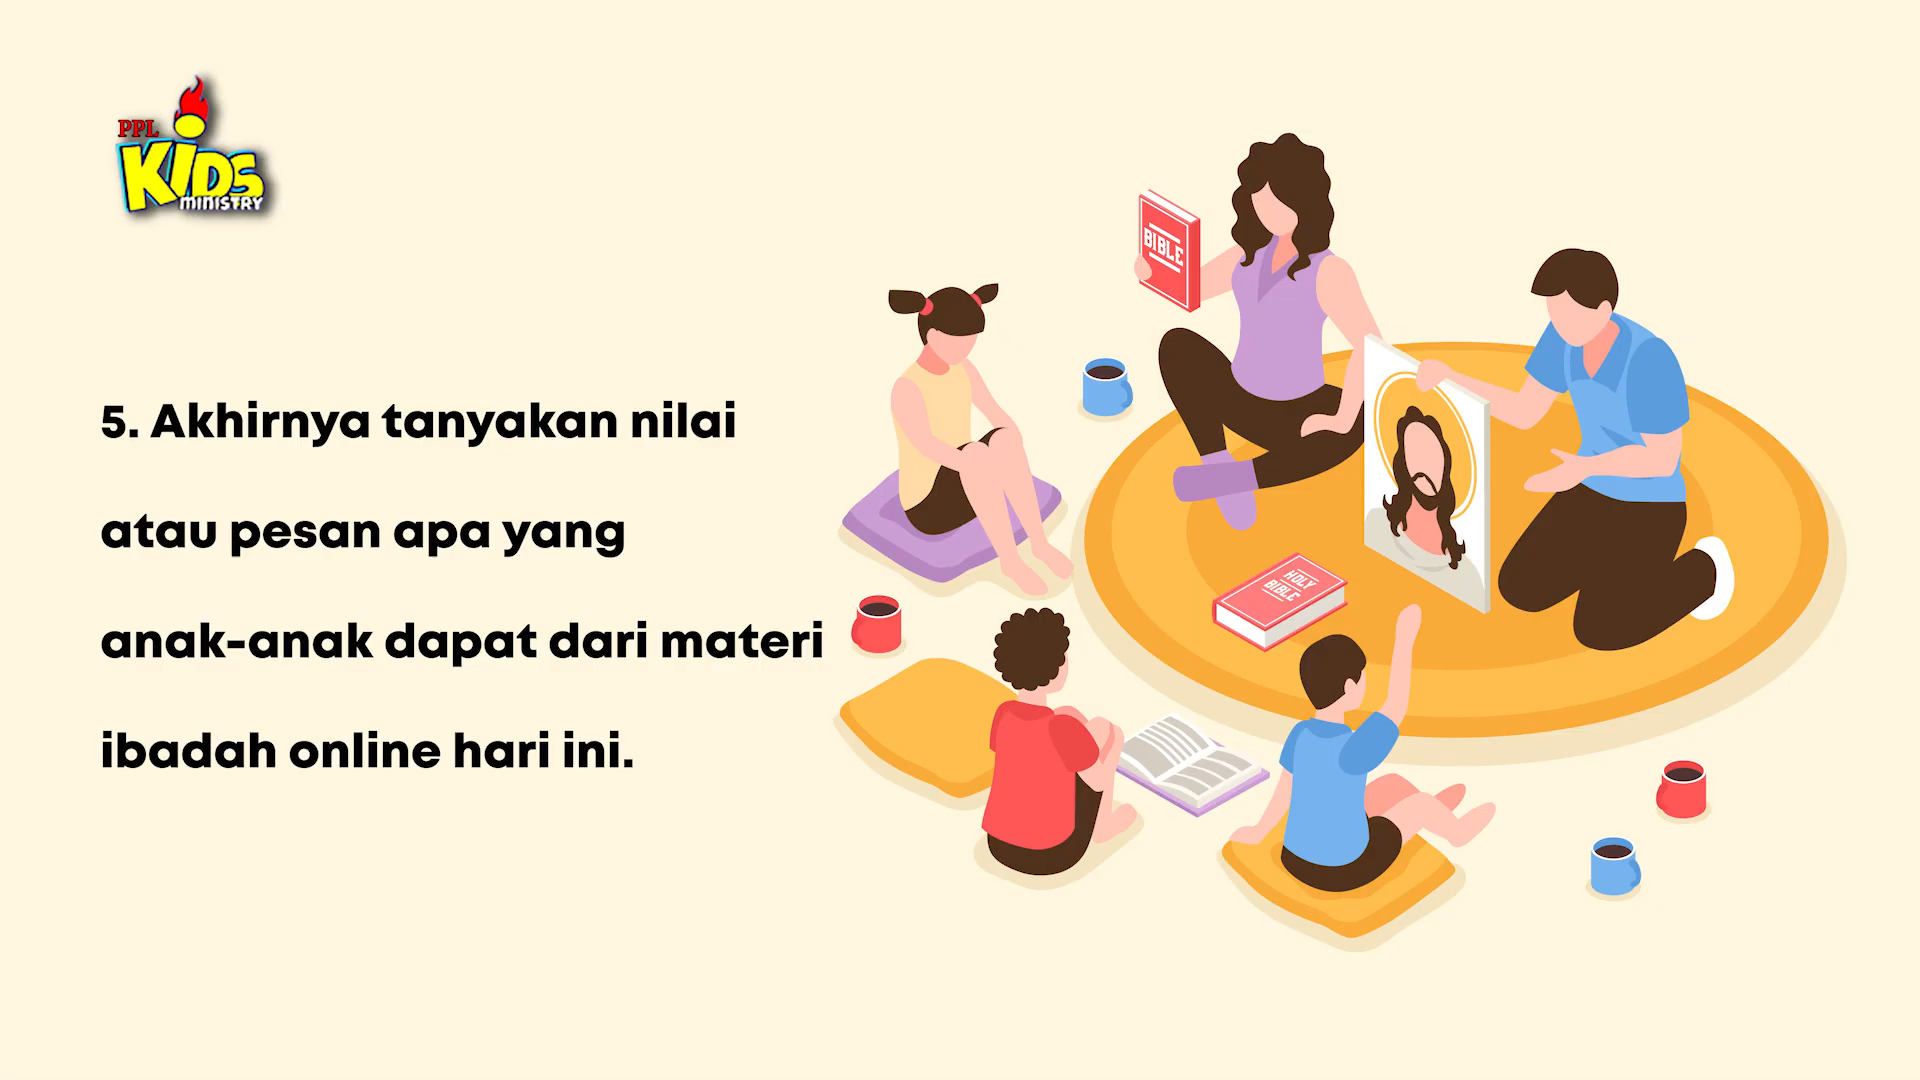 PPL
KiDS
MINISTRY
5. Akhirnya tanyakan nilai
atau pesan apa yang
anak-anak dapat dari materi
ibadah online hari ini.
BIBLE
HOLY
BIBLE